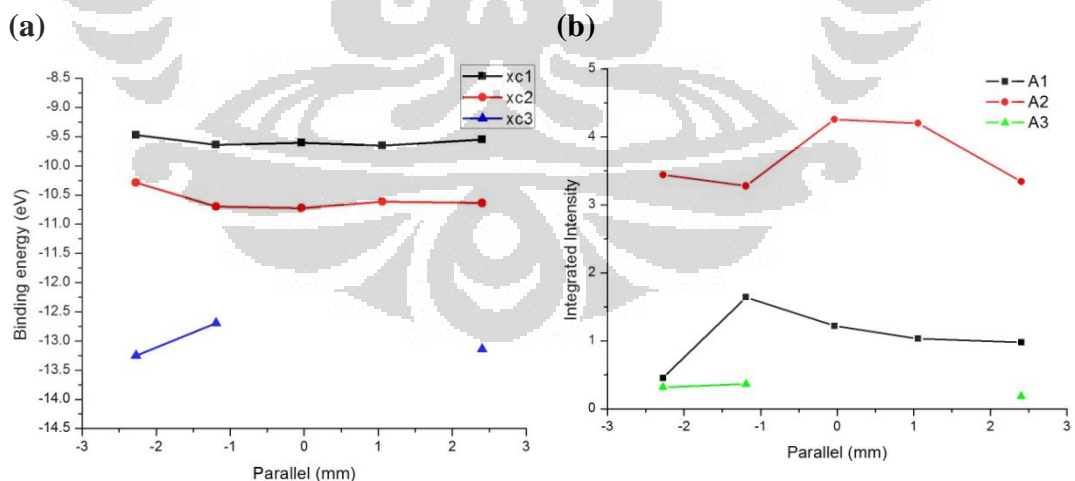 (a)
-8.5
-9.0
-9.5
-10.0
-10.5
-11.0
-11.5
-12.0
-12.5
-13.0
-13.5
-14.0
-14.5
-3 -2 -1 0 1 2 3
Binding energy (eV)
Parallel (mm)
xc1
xc2
xc3
(b)
5
4
3
2
1
0
-3 -2 -1 0 1 2 3
Integrated Intensity
Parallel (mm)
A1
A2
A3